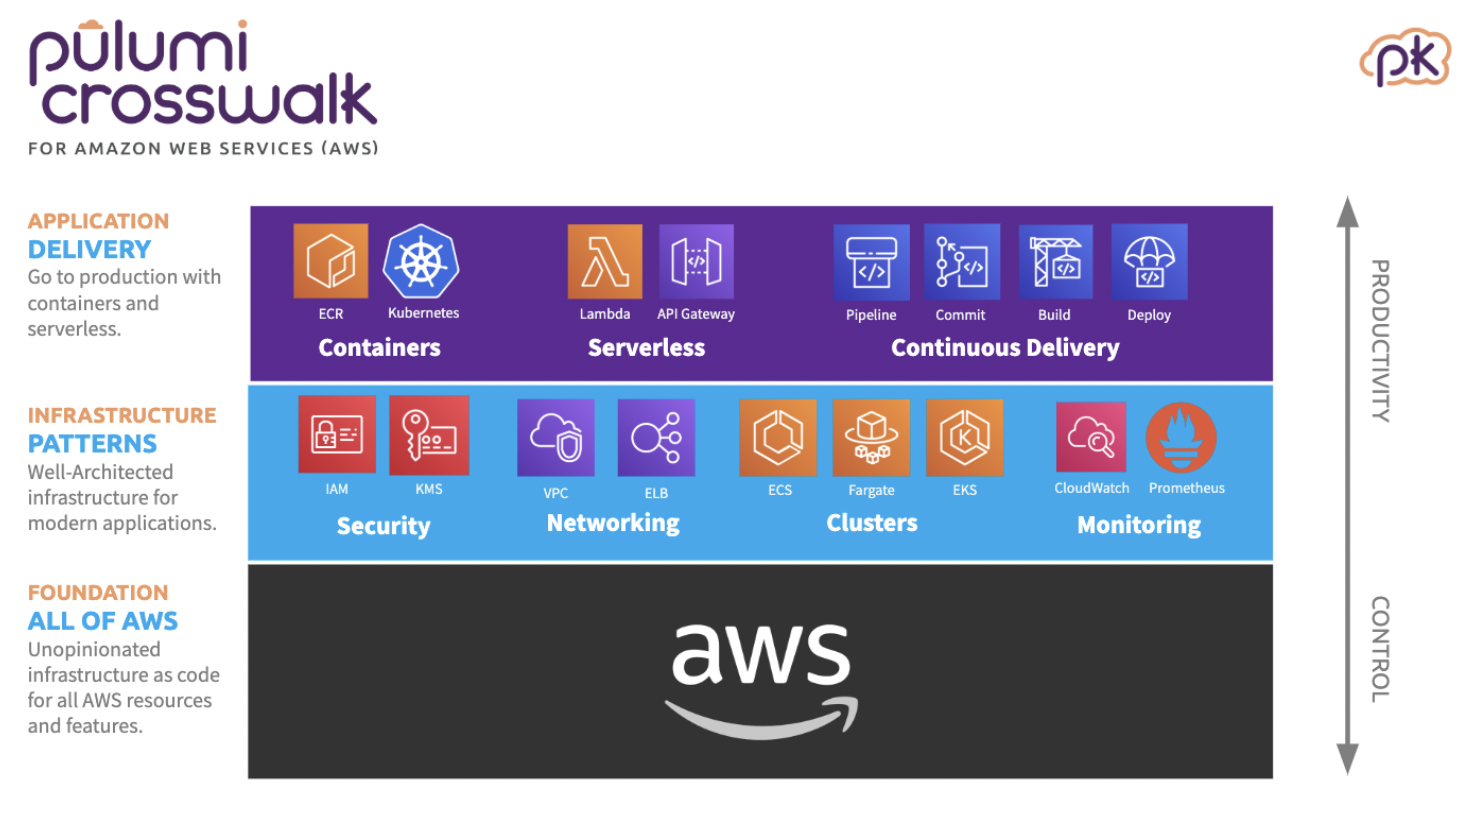 pulumi
crosswalk
FOR AMAZON WEB SERVICES (AWS)
pk
APPLICATION
DELIVERY
Go to production with
containers and
serverless.
ECR
Kubernetes
Containers
Lambda
API Gateway
Serverless
Pipeline
Commit
Build
Deploy
Continuous Delivery
INFRASTRUCTURE
PATTERNS
Well-Architected
infrastructure for
modern applications.
IAM
KMS
Security
VPC
ELB
Networking
ECS
Fargate
K
EKS
Clusters
CloudWatch
Prometheus
Monitoring
FOUNDATION
ALL OF AWS
Unopinionated
infrastructure as code
for all AWS resources
and features.
aws
PRODUCTIVITY
CONTROL